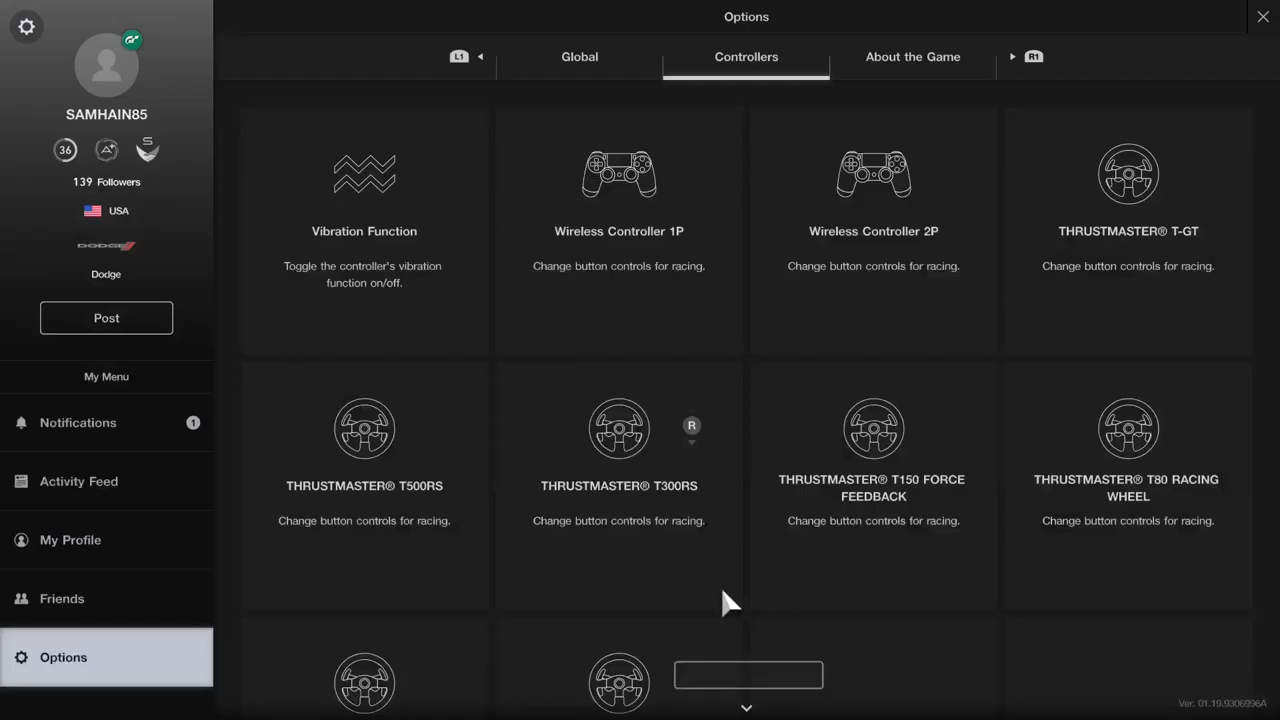 Options
L1
Global
Controllers
About the Game
R1
SAMHAIN85
36
A+
S
139 Followers
USA
DODGE
Dodge
Post
My Menu
Notifications
1
Activity Feed
My Profile
Friends
Options
Vibration Function
Toggle the controller's vibration
function on/off.
Wireless Controller 1P
Change button controls for racing.
Wireless Controller 2P
Change button controls for racing.
THRUSTMASTER® T-GT
Change button controls for racing.
THRUSTMASTER® T500RS
Change button controls for racing.
R
THRUSTMASTER® T300RS
Change button controls for racing.
THRUSTMASTER® T150 FORCE
FEEDBACK
Change button controls for racing.
THRUSTMASTER® T80 RACING
WHEEL
Change button controls for racing.
Ver. 01.19.9306996A